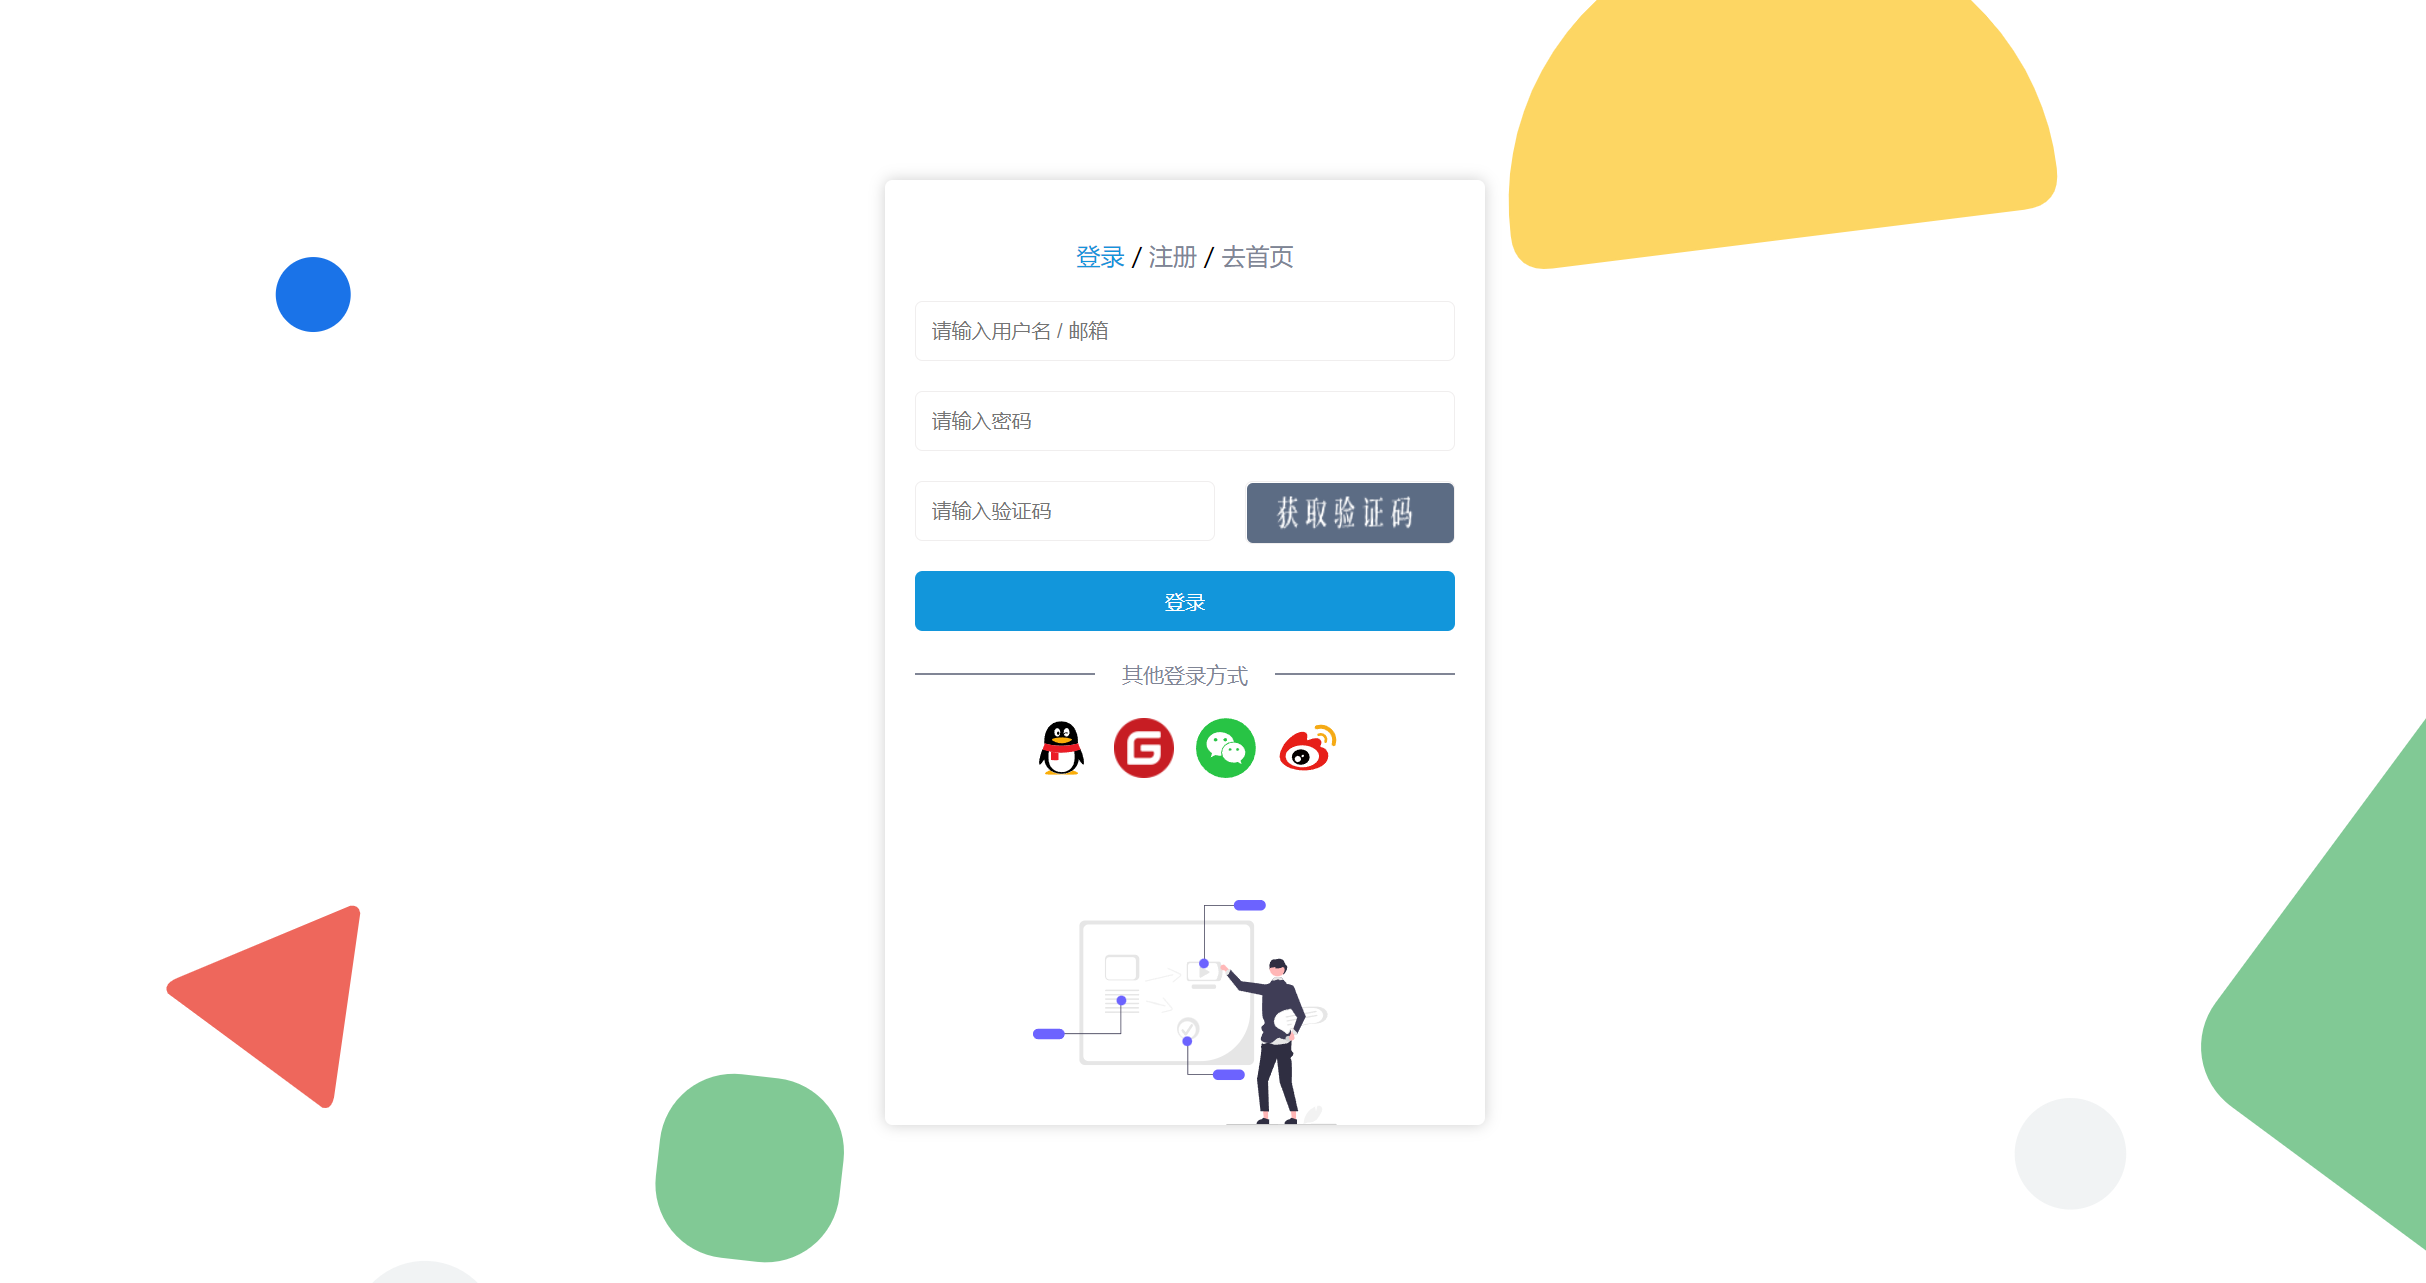 登录 / 注册 / 去首页
请输入用户名 / 邮箱
请输入密码
请输入验证码 获取验证码
登录
其他登录方式